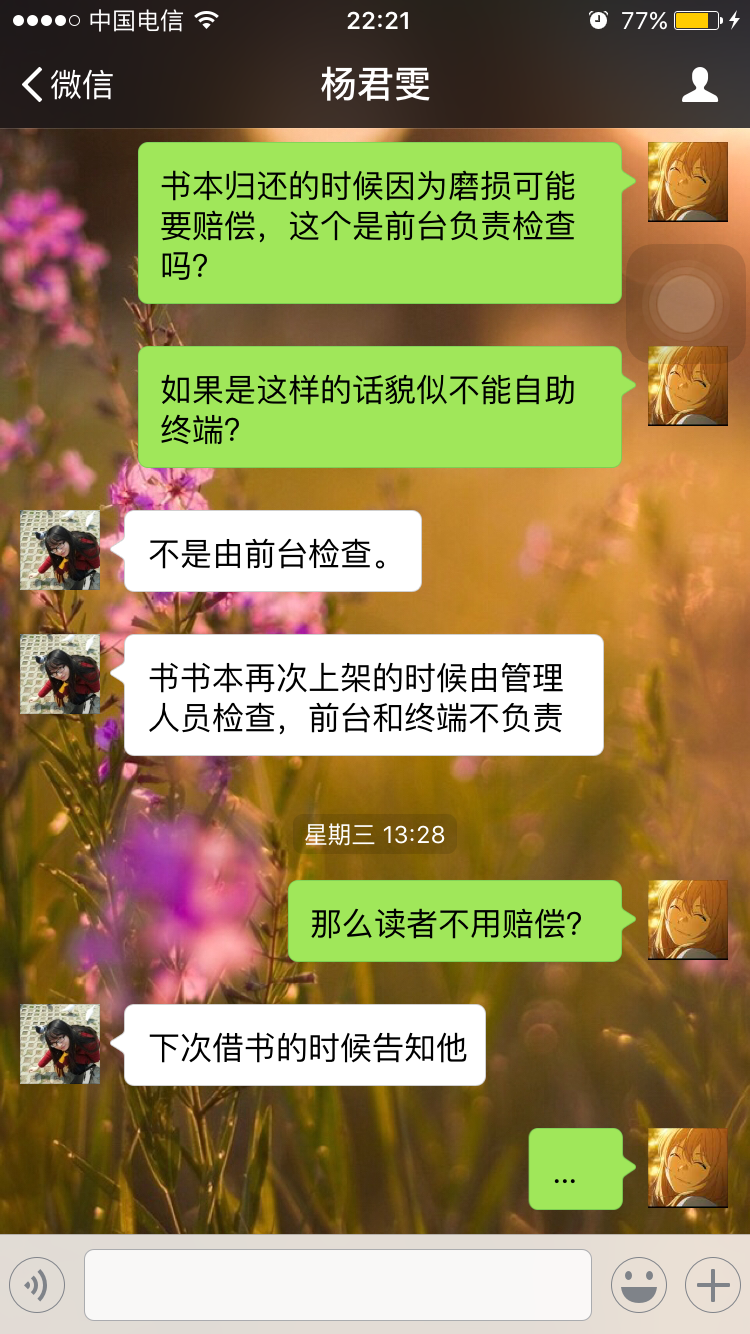 中国电信 22:21 77%
微信 杨君雯
书本归还的时候因为磨损可能
要赔偿，这个是前台负责检查
吗?
如果是这样的话貌似不能自助
终端?
不是由前台检查。
书书本再次上架的时候由管理
人员检查，前台和终端不负责
星期三 13:28
那么读者不用赔偿?
下次借书的时候告知他
...